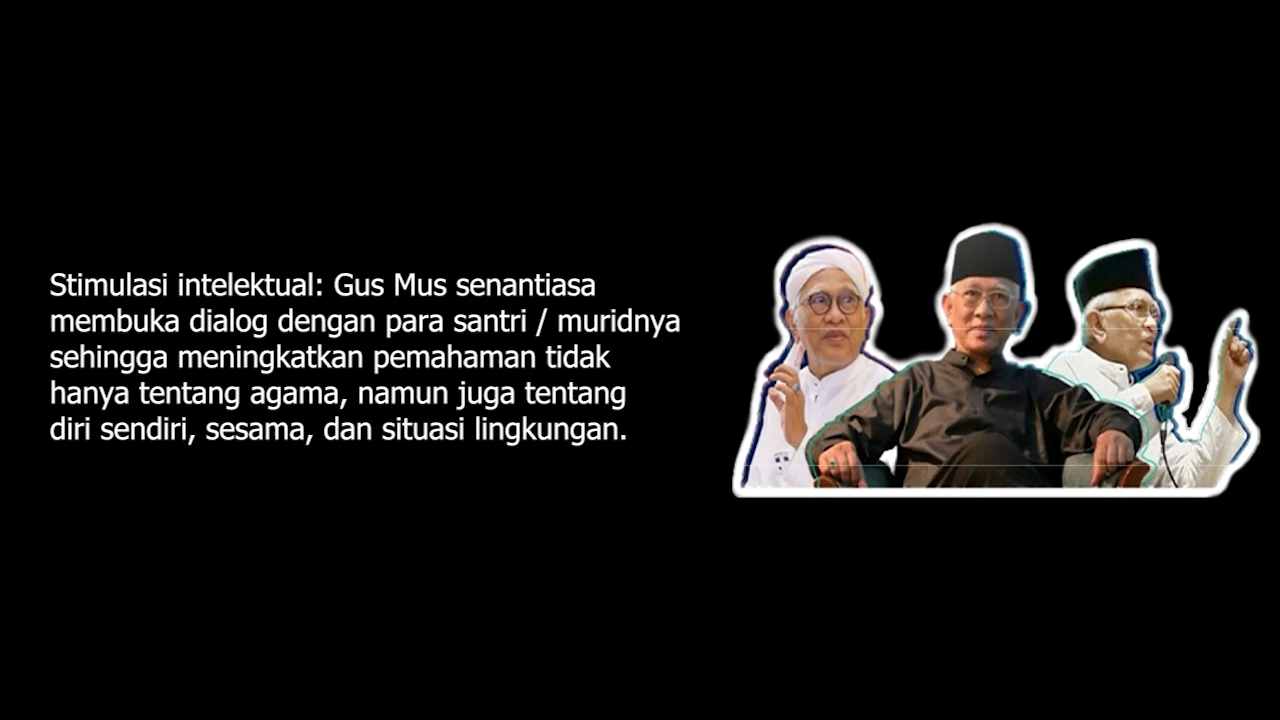 Stimulasi intelektual: Gus Mus senantiasa
membuka dialog dengan para santri / muridnya
sehingga meningkatkan pemahaman tidak
hanya tentang agama, namun juga tentang
diri sendiri, sesama, dan situasi lingkungan.